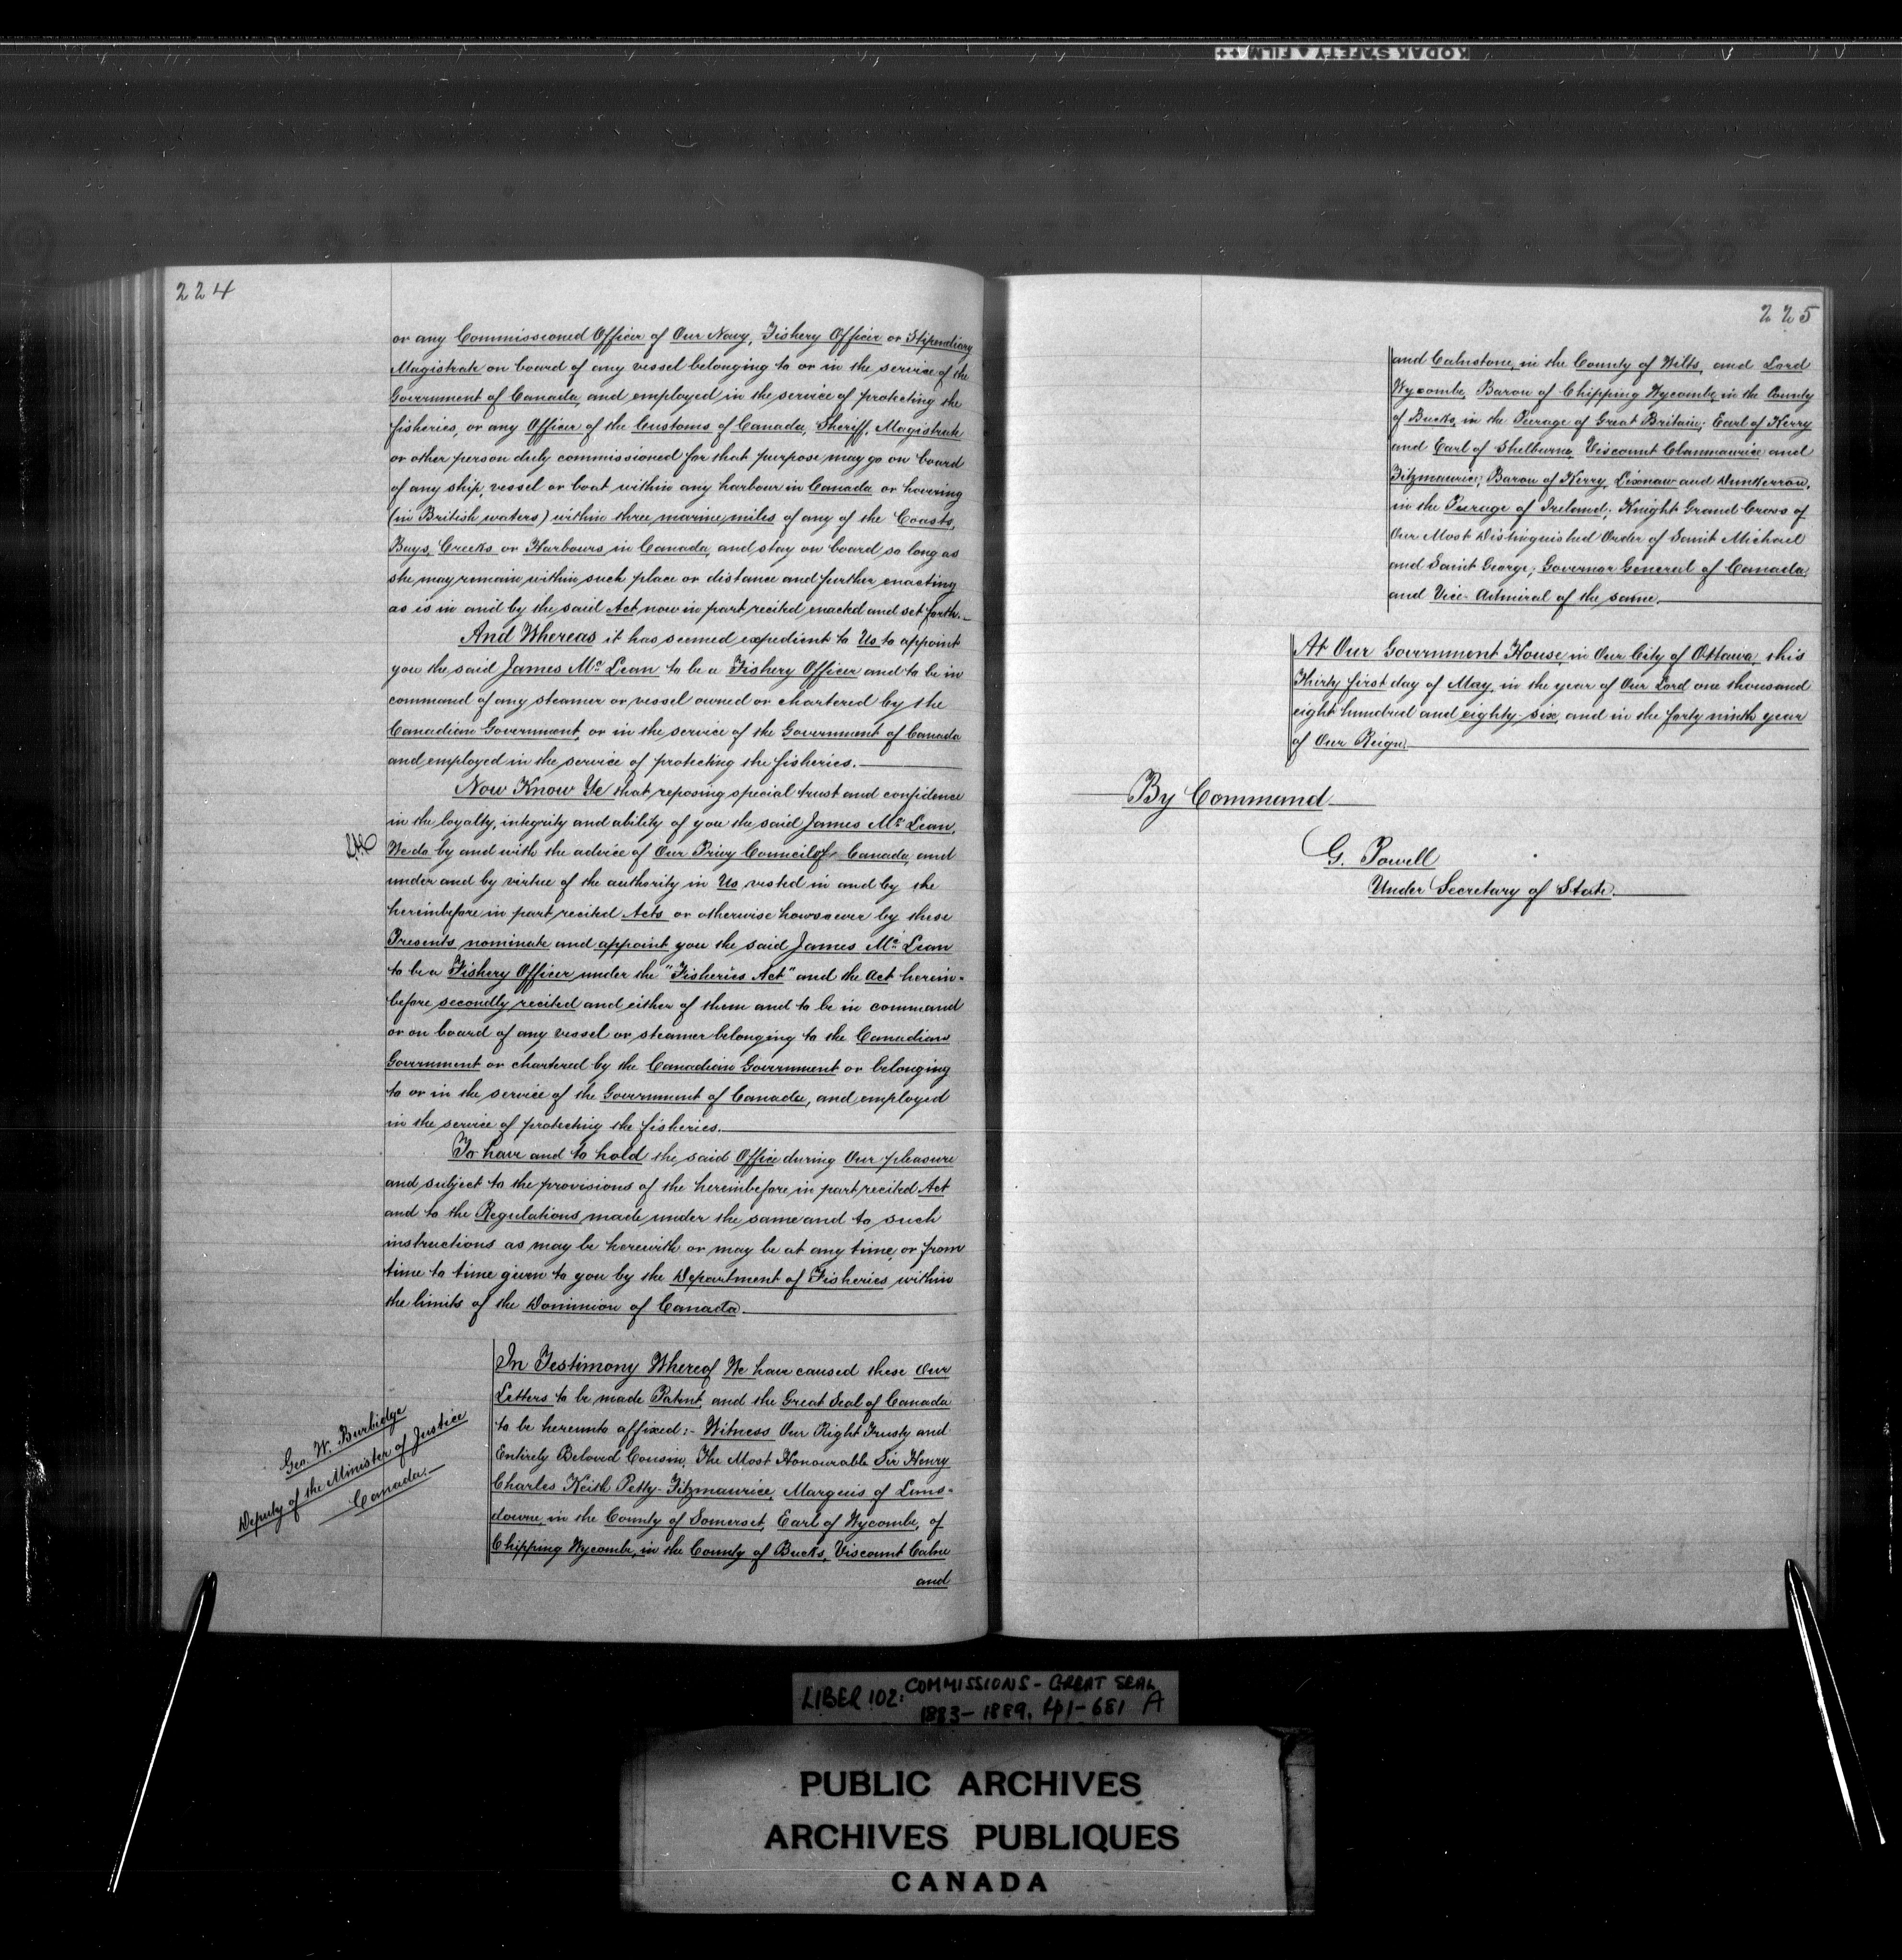 KODAK SAFETY ▲ FILM ++
224
or any Commissioned Officer of Our Navy, Fishery Officer or Stipendiary
Magistrate on board of any vessel belonging to or in the service of the
Government of Canada, and employed in the service of protecting the
fisheries, or any Officer of the Customs of Canada, Sheriff, Magistrate
or other person duly commissioned for that purpose may go on board
of any ship, vessel or boat within any harbour in Canada or hovering
(in British waters) within three marine miles of any of the Coasts,
Bays, Creeks or Harbours in Canada, and stay on board so long as
she may remain within such place or distance and further enacting
as is in and by the said Act now in part recited enacted and set forth.
And Whereas it has seemed expedient to Us to appoint
you the said James Mc Lean to be a Fishery Officer and to be in
command of any steamer or vessel owned or chartered by the
Canadian Government, or in the service of the Government of Canada
and employed in the service of protecting the fisheries.
Now Know Ye that reposing special trust and confidence
in the loyalty, integrity and ability of you the said James Mc Lean,
We do by and with the advice of Our Privy Council of Canada, and
under and by virtue of the authority in Us vested in and by the
hereinbefore in part recited Acts or otherwise howsoever by these
Presents nominate and appoint you the said James Mc Lean
to be a Fishery Officer under the "Fisheries Act" and the Act herein-
before secondly recited and either of them and to be in command
or on board of any vessel or steamer belonging to the Canadian
Government or chartered by the Canadian Government or belonging
to or in the service of the Government of Canada, and employed
in the service of protecting the fisheries.
To have and to hold the said Office during Our pleasure
and subject to the provisions of the hereinbefore in part recited Act
and to the Regulations made under the same and to such
instructions as may be herewith or may be at any time, or from
time to time given to you by the Department of Fisheries within
the limits of the Dominion of Canada.
In Testimony Whereof We have caused these Our
Letters to be made Patent, and the Great Seal of Canada
to be hereunto affixed:- Witness Our Right Trusty and
Entirely Beloved Cousin, The Most Honourable Sir Henry
Charles Keith Petty-Fitzmaurice, Marquis of Lans-
downe, in the County of Somerset, Earl of Wycombe, of
Chipping Wycombe, in the County of Bucks, Viscount Calne
and
Geo. W. Burbidge
Deputy of the Minister of Justice
Canada.
225
and Calnstone, in the County of Wilts, and Lord
Wycombe, Baron of Chipping Wycombe, in the County
of Bucks, in the Peerage of Great Britain; Earl of Kerry
and Earl of Shelburne, Viscount Clanmaurice and
Fitzmaurice; Baron of Kerry, Lixnaw and Dunkerron,
in the Peerage of Ireland; Knight Grand Cross of
Our Most Distinguished Order of Saint Michael
and Saint George; Governor General of Canada,
and Vice-Admiral of the same.
At Our Government House, in Our City of Ottawa, this
Thirty first day of May, in the year of Our Lord one thousand
eight hundred and eighty six, and in the forty ninth year
of Our Reign.
By Command
G. Powell
Under Secretary of State.
LIBER 102: COMMISSIONS - GREAT SEAL
1883-1889, pp1-681 A
PUBLIC ARCHIVES
ARCHIVES PUBLIQUES
CANADA